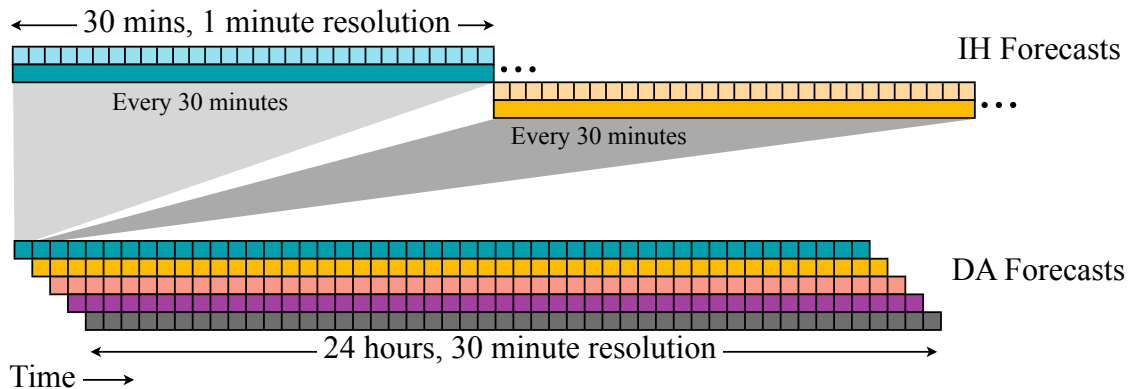 30 mins, 1 minute resolution
IH Forecasts
Every 30 minutes
Every 30 minutes
DA Forecasts
24 hours, 30 minute resolution
Time